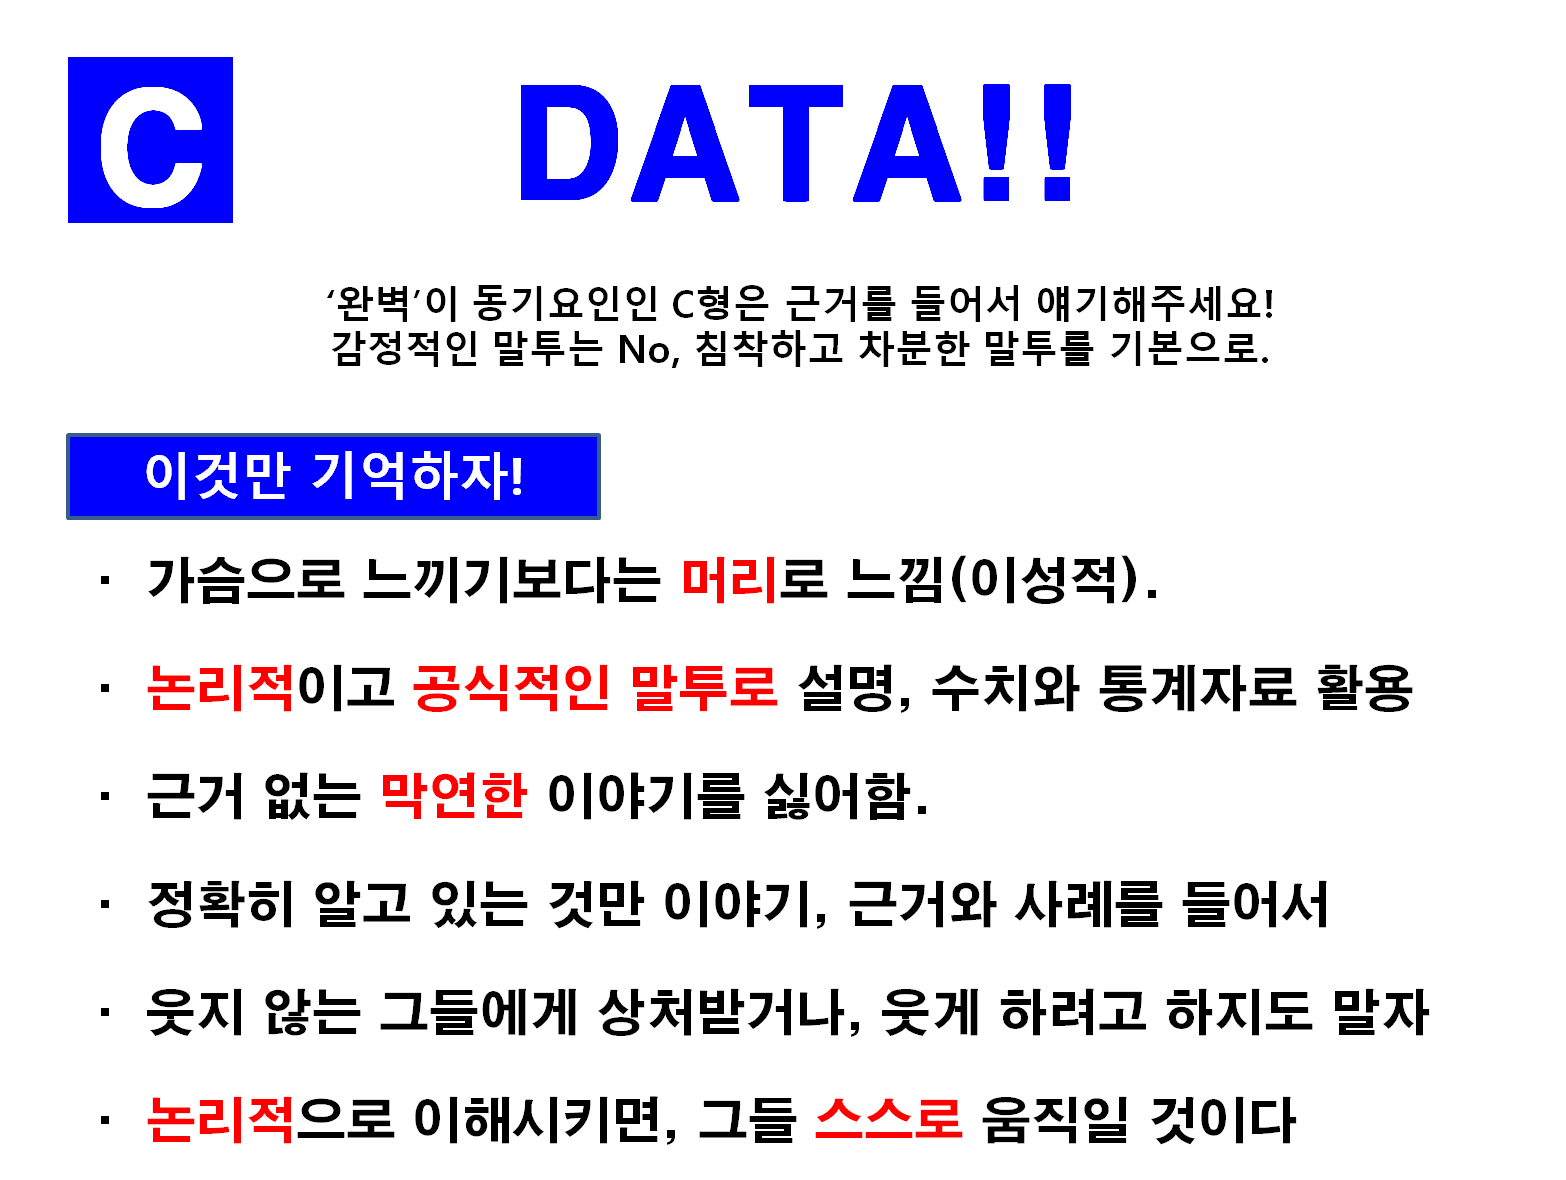 C
DATA!!
‘완벽’이 동기요인인 C형은 근거를 들어서 얘기해주세요!
감정적인 말투는 No, 침착하고 차분한 말투를 기본으로.
이것만 기억하자!
· 가슴으로 느끼기보다는 머리로 느낌(이성적).
· 논리적이고 공식적인 말투로 설명, 수치와 통계자료 활용
· 근거 없는 막연한 이야기를 싫어함.
· 정확히 알고 있는 것만 이야기, 근거와 사례를 들어서
· 웃지 않는 그들에게 상처받거나, 웃게 하려고 하지도 말자
· 논리적으로 이해시키면, 그들 스스로 움직일 것이다